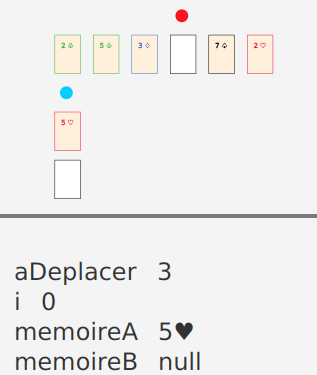 2♧ 5♧ 3♢ 7♤ 2♡
5♡
aDeplacer 3
i 0
memoireA 5♥
memoireB null